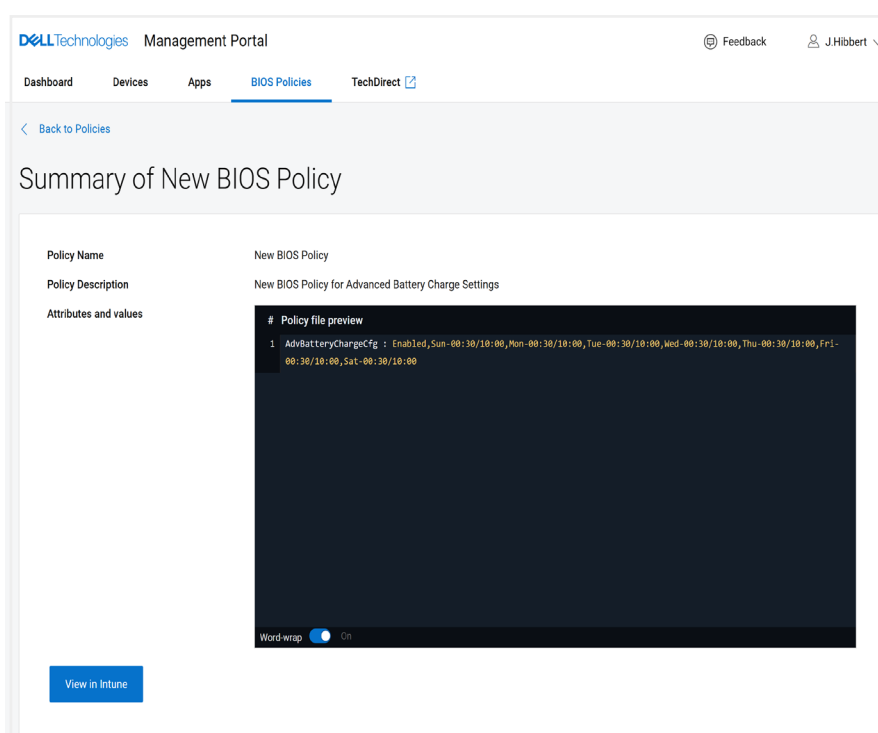 DELL Technologies Management Portal
Feedback
J.Hibbert
Dashboard Devices Apps BIOS Policies TechDirect
Back to Policies
Summary of New BIOS Policy
Policy Name New BIOS Policy
Policy Description New BIOS Policy for Advanced Battery Charge Settings
Attributes and values
# Policy file preview
1 AdvBatteryChargeCfg : Enabled,Sun-00:30/10:00,Mon-00:30/10:00,Tue-00:30/10:00,Wed-00:30/10:00,Thu-00:30/10:00,Fri-
00:30/10:00,Sat-00:30/10:00
Word-wrap On
View in Intune